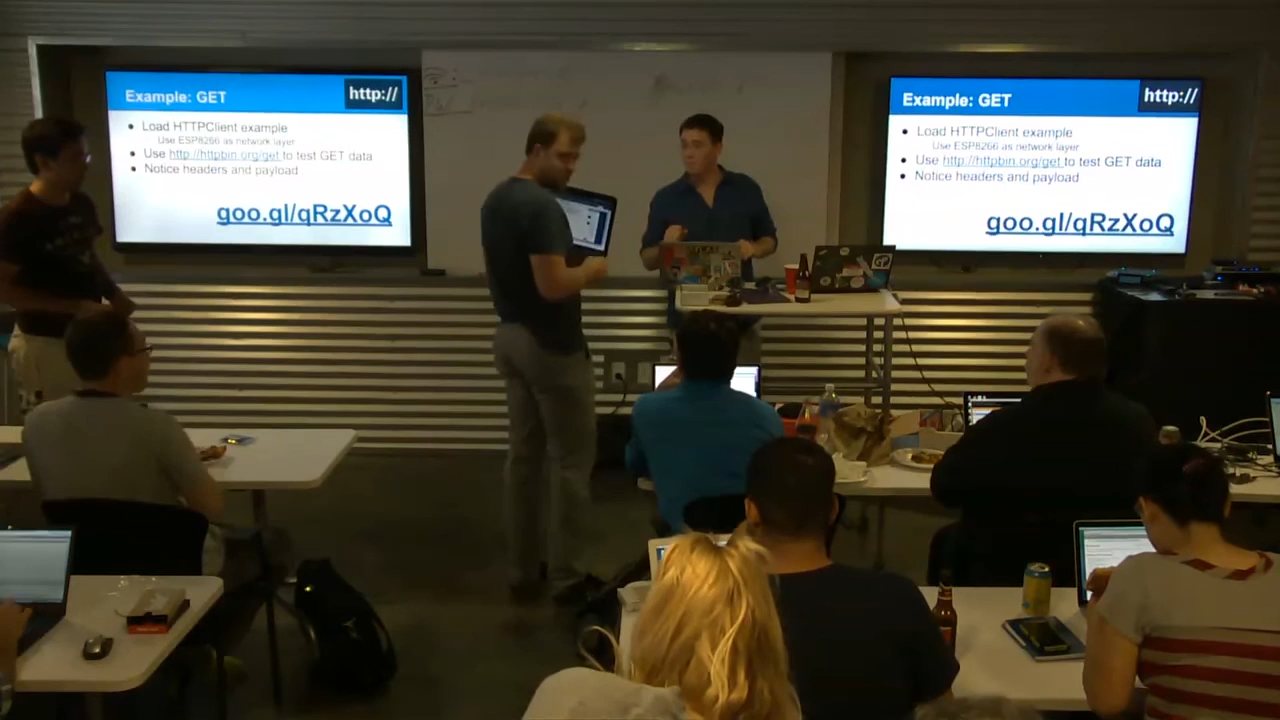 Example: GET
http://
● Load HTTPClient example
Use ESP8266 as network layer
● Use http://httpbin.org/get to test GET data
● Notice headers and payload
goo.gl/qRzXoQ
Example: GET
http://
● Load HTTPClient example
Use ESP8266 as network layer
● Use http://httpbin.org/get to test GET data
● Notice headers and payload
goo.gl/qRzXoQ